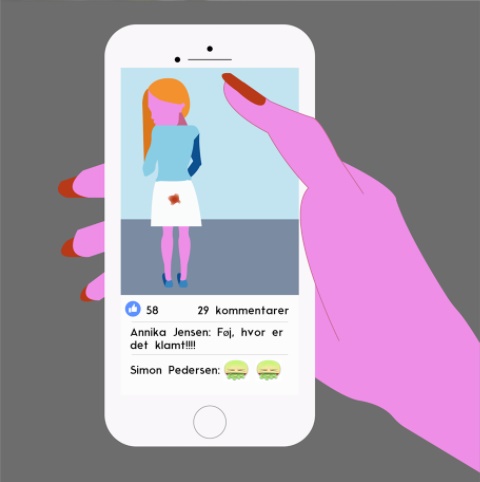 58 29 kommentarer
Annika Jensen: Føj, hvor er
det klamt!!!!
Simon Pedersen: